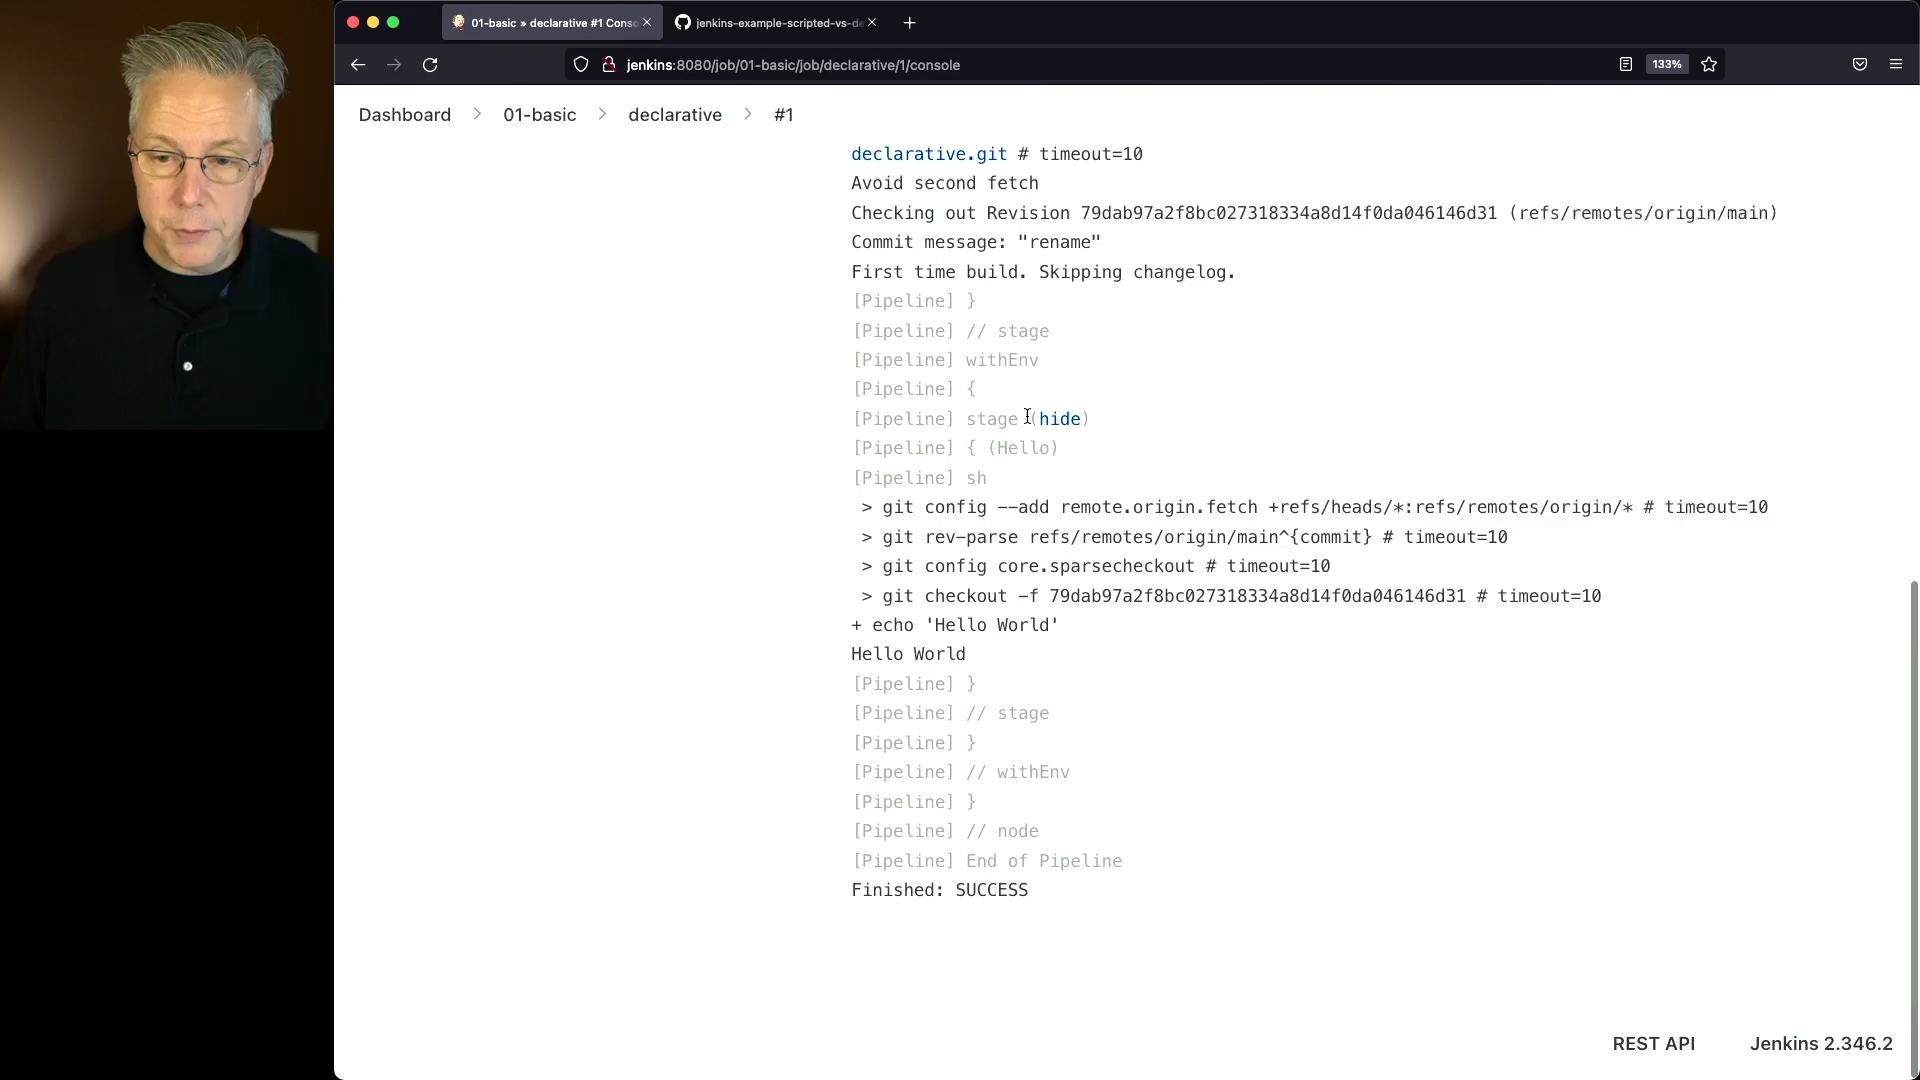 01-basic » declarative #1 Conso
jenkins-example-scripted-vs-de
jenkins:8080/job/01-basic/job/declarative/1/console
133%
Dashboard > 01-basic > declarative > #1
declarative.git # timeout=10
Avoid second fetch
Checking out Revision 79dab97a2f8bc027318334a8d14f0da046146d31 (refs/remotes/origin/main)
Commit message: "rename"
First time build. Skipping changelog.
[Pipeline] }
[Pipeline] // stage
[Pipeline] withEnv
[Pipeline] {
[Pipeline] stage (hide)
[Pipeline] { (Hello)
[Pipeline] sh
> git config --add remote.origin.fetch +refs/heads/*:refs/remotes/origin/* # timeout=10
> git rev-parse refs/remotes/origin/main^{commit} # timeout=10
> git config core.sparsecheckout # timeout=10
> git checkout -f 79dab97a2f8bc027318334a8d14f0da046146d31 # timeout=10
+ echo 'Hello World'
Hello World
[Pipeline] }
[Pipeline] // stage
[Pipeline] }
[Pipeline] // withEnv
[Pipeline] }
[Pipeline] // node
[Pipeline] End of Pipeline
Finished: SUCCESS
REST API Jenkins 2.346.2